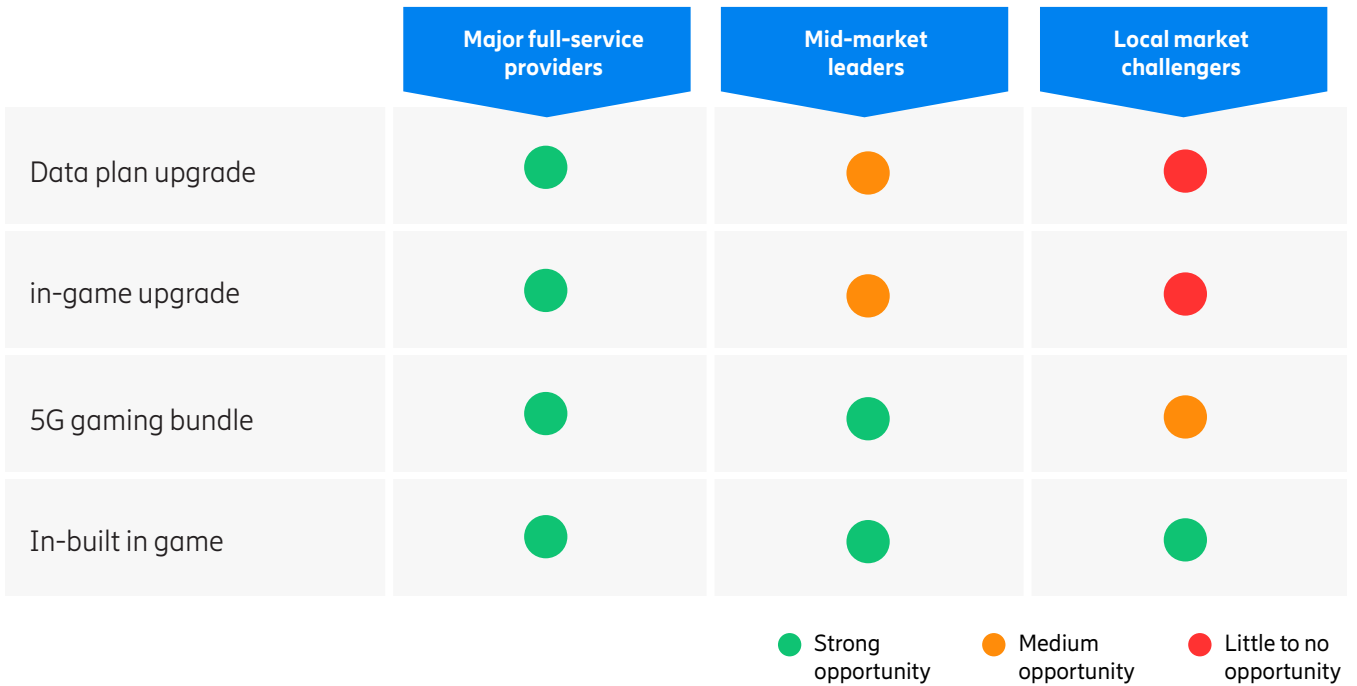 Major full-service
providers
Mid-market
leaders
Local market
challengers
Data plan upgrade
in-game upgrade
5G gaming bundle
In-built in game
Strong
opportunity
Medium
opportunity
Little to no
opportunity